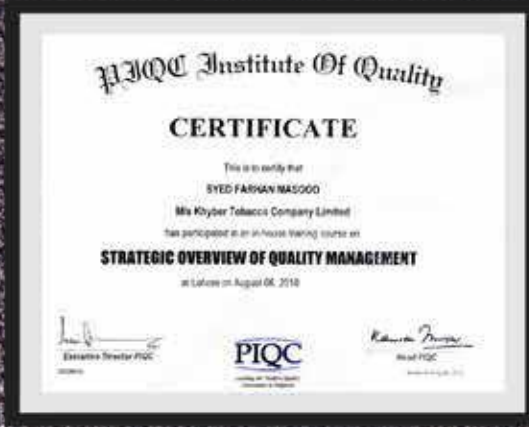 PIQC Institute Of Quality
CERTIFICATE
This is to certify that
SYED FARHAN MASOOD
M/s Khyber Tobacco Company Limited
has participated in an in-house training course on
STRATEGIC OVERVIEW OF QUALITY MANAGEMENT
at Lahore on August 06,
Executive Director PIQC
PIQC
Head PIQC